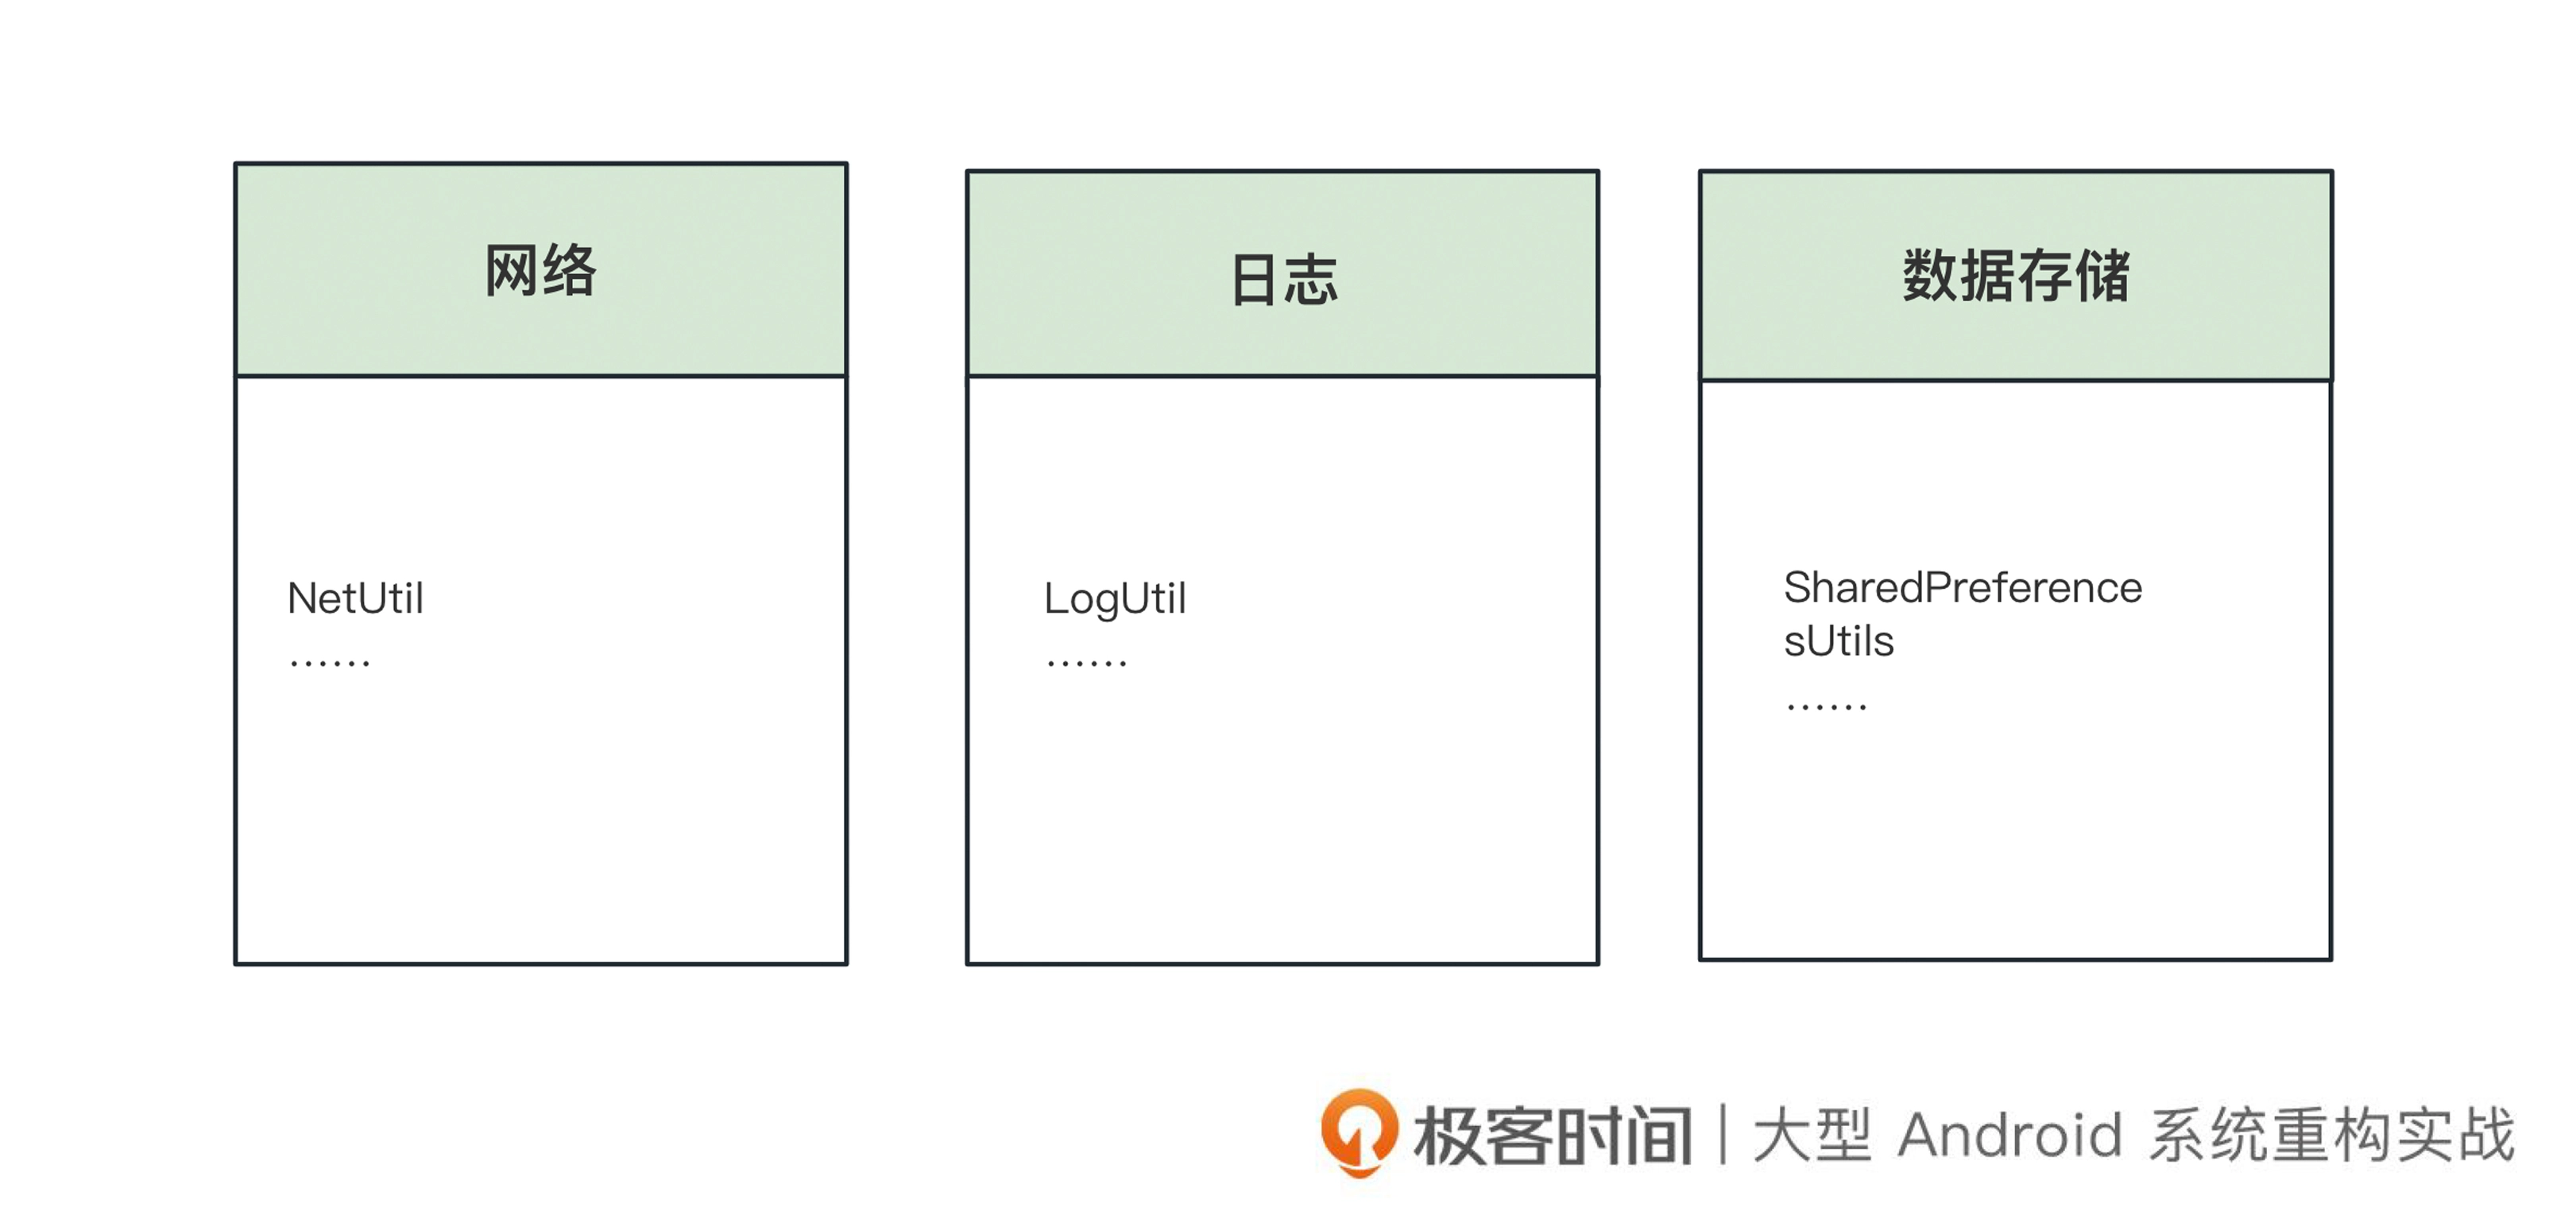 网络
NetUtil
······
日志
LogUtil
······
数据存储
SharedPreference
sUtils
······
极客时间 | 大型 Android 系统重构实战